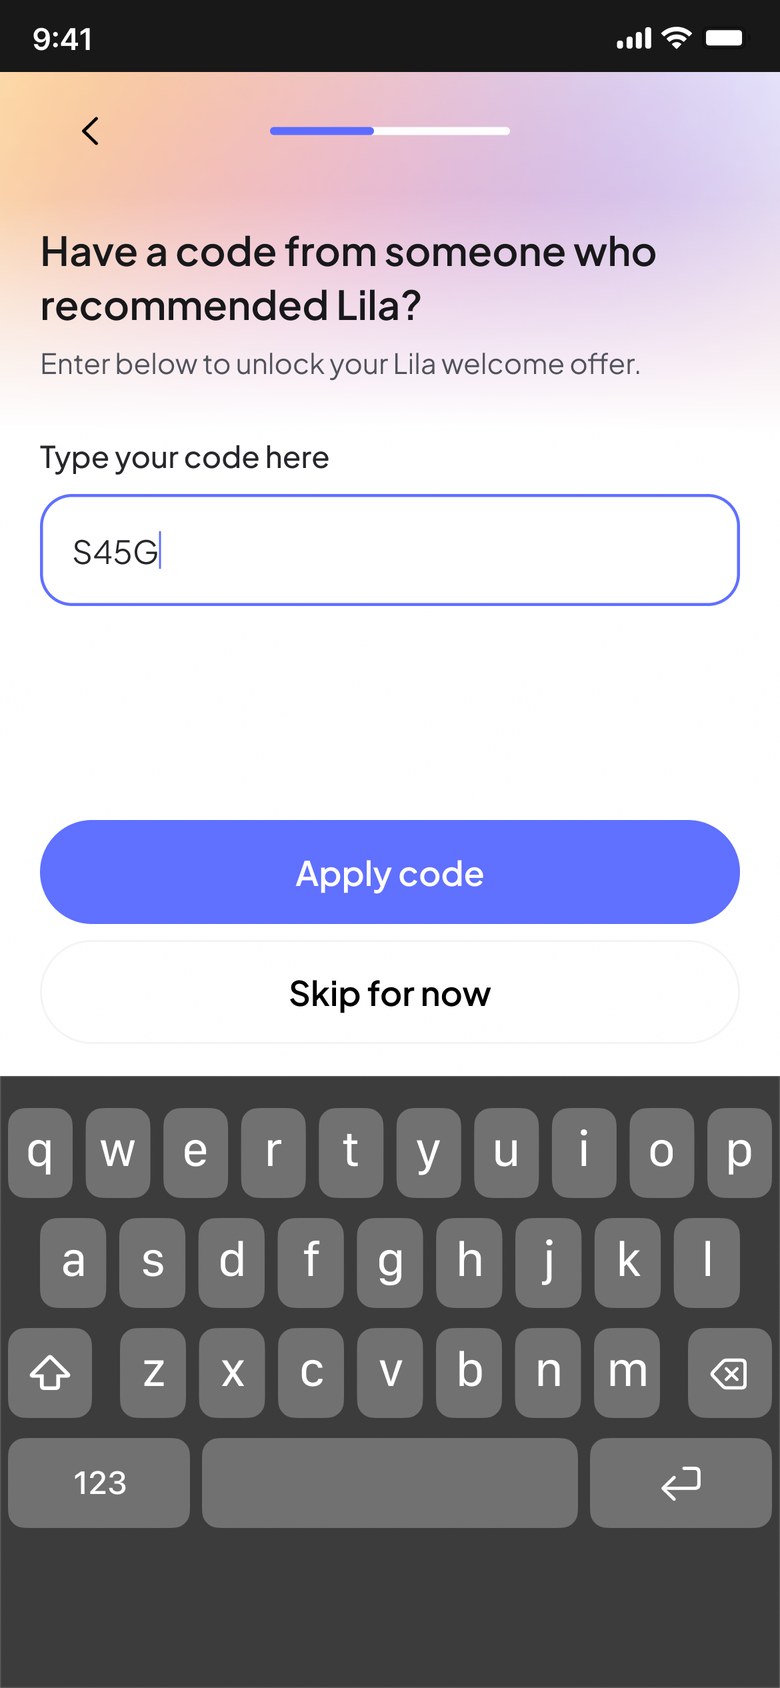 9:41
Have a code from someone who
recommended Lila?
Enter below to unlock your Lila welcome offer.
Type your code here
S45G
Apply code
Skip for now
q w e r t y u i o p
a s d f g h j k l
z x c v b n m
123